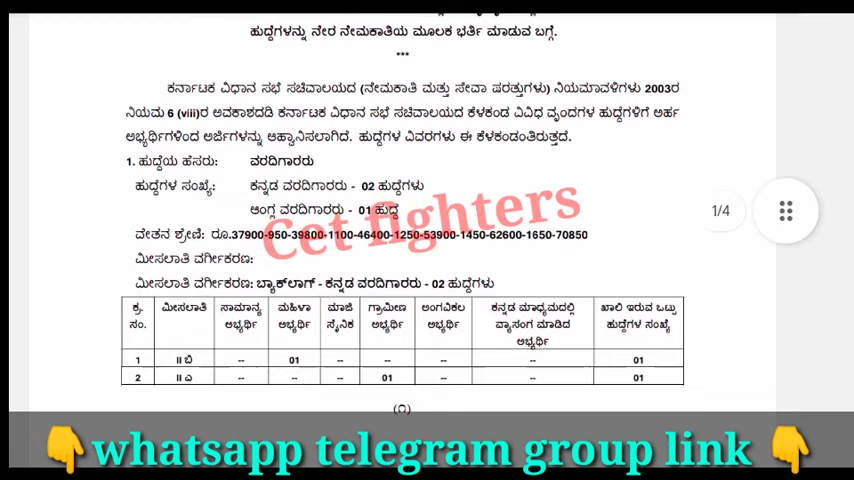 ಹುದ್ದೆಗಳನ್ನು ನೇರ ನೇಮಕಾತಿಯ ಮೂಲಕ ಭರ್ತಿ ಮಾಡುವ ಬಗ್ಗೆ.
***
ಕರ್ನಾಟಕ ವಿಧಾನ ಸಭೆ ಸಚಿವಾಲಯದ (ನೇಮಕಾತಿ ಮತ್ತು ಸೇವಾ ಷರತ್ತುಗಳು) ನಿಯಮಾವಳಿಗಳು 2003ರ
ನಿಯಮ 6 (viii)ರ ಅವಕಾಶದಡಿ ಕರ್ನಾಟಕ ವಿಧಾನ ಸಭೆ ಸಚಿವಾಲಯದ ಕೆಳಕಂಡ ವಿವಿಧ ವೃಂದಗಳ ಹುದ್ದೆಗಳಿಗೆ ಅರ್ಹ
ಅಭ್ಯರ್ಥಿಗಳಿಂದ ಅರ್ಜಿಗಳನ್ನು ಆಹ್ವಾನಿಸಲಾಗಿದೆ. ಹುದ್ದೆಗಳ ವಿವರಗಳು ಈ ಕೆಳಕಂಡಂತಿರುತ್ತದೆ.
1. ಹುದ್ದೆಯ ಹೆಸರು: ವರದಿಗಾರರು
ಹುದ್ದೆಗಳ ಸಂಖ್ಯೆ: ಕನ್ನಡ ವರದಿಗಾರರು - 02 ಹುದ್ದೆಗಳು
ಆಂಗ್ಲ ವರದಿಗಾರರು - 01 ಹುದ್ದೆ
Cet fighters
1/4
ವೇತನ ಶ್ರೇಣಿ: ರೂ.37900-950-39800-1100-46400-1250-53900-1450-62600-1650-70850
ಮೀಸಲಾತಿ ವರ್ಗೀಕರಣ:
ಮೀಸಲಾತಿ ವರ್ಗೀಕರಣ: ಬ್ಯಾಕ್‌ಲಾಗ್ - ಕನ್ನಡ ವರದಿಗಾರರು - 02 ಹುದ್ದೆಗಳು
ಕ್ರ. ಸಂ. ಮೀಸಲಾತಿ ಸಾಮಾನ್ಯ ಅಭ್ಯರ್ಥಿ ಮಹಿಳಾ ಅಭ್ಯರ್ಥಿ ಮಾಜಿ ಸೈನಿಕ ಗ್ರಾಮೀಣ ಅಭ್ಯರ್ಥಿ ಅಂಗವಿಕಲ ಅಭ್ಯರ್ಥಿ ಕನ್ನಡ ಮಾಧ್ಯಮದಲ್ಲಿ ವ್ಯಾಸಂಗ ಮಾಡಿದ ಅಭ್ಯರ್ಥಿ ಖಾಲಿ ಇರುವ ಒಟ್ಟು ಹುದ್ದೆಗಳ ಸಂಖ್ಯೆ
1 II ಬಿ -- 01 -- -- -- -- 01
2 II ಎ -- -- -- 01 -- -- 01
(೧)
👇whatsapp telegram group link 👇